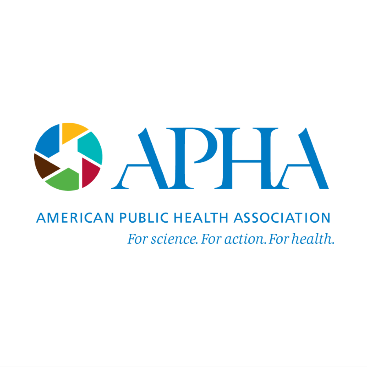 APHA
AMERICAN PUBLIC HEALTH ASSOCIATION
For science. For action. For health.